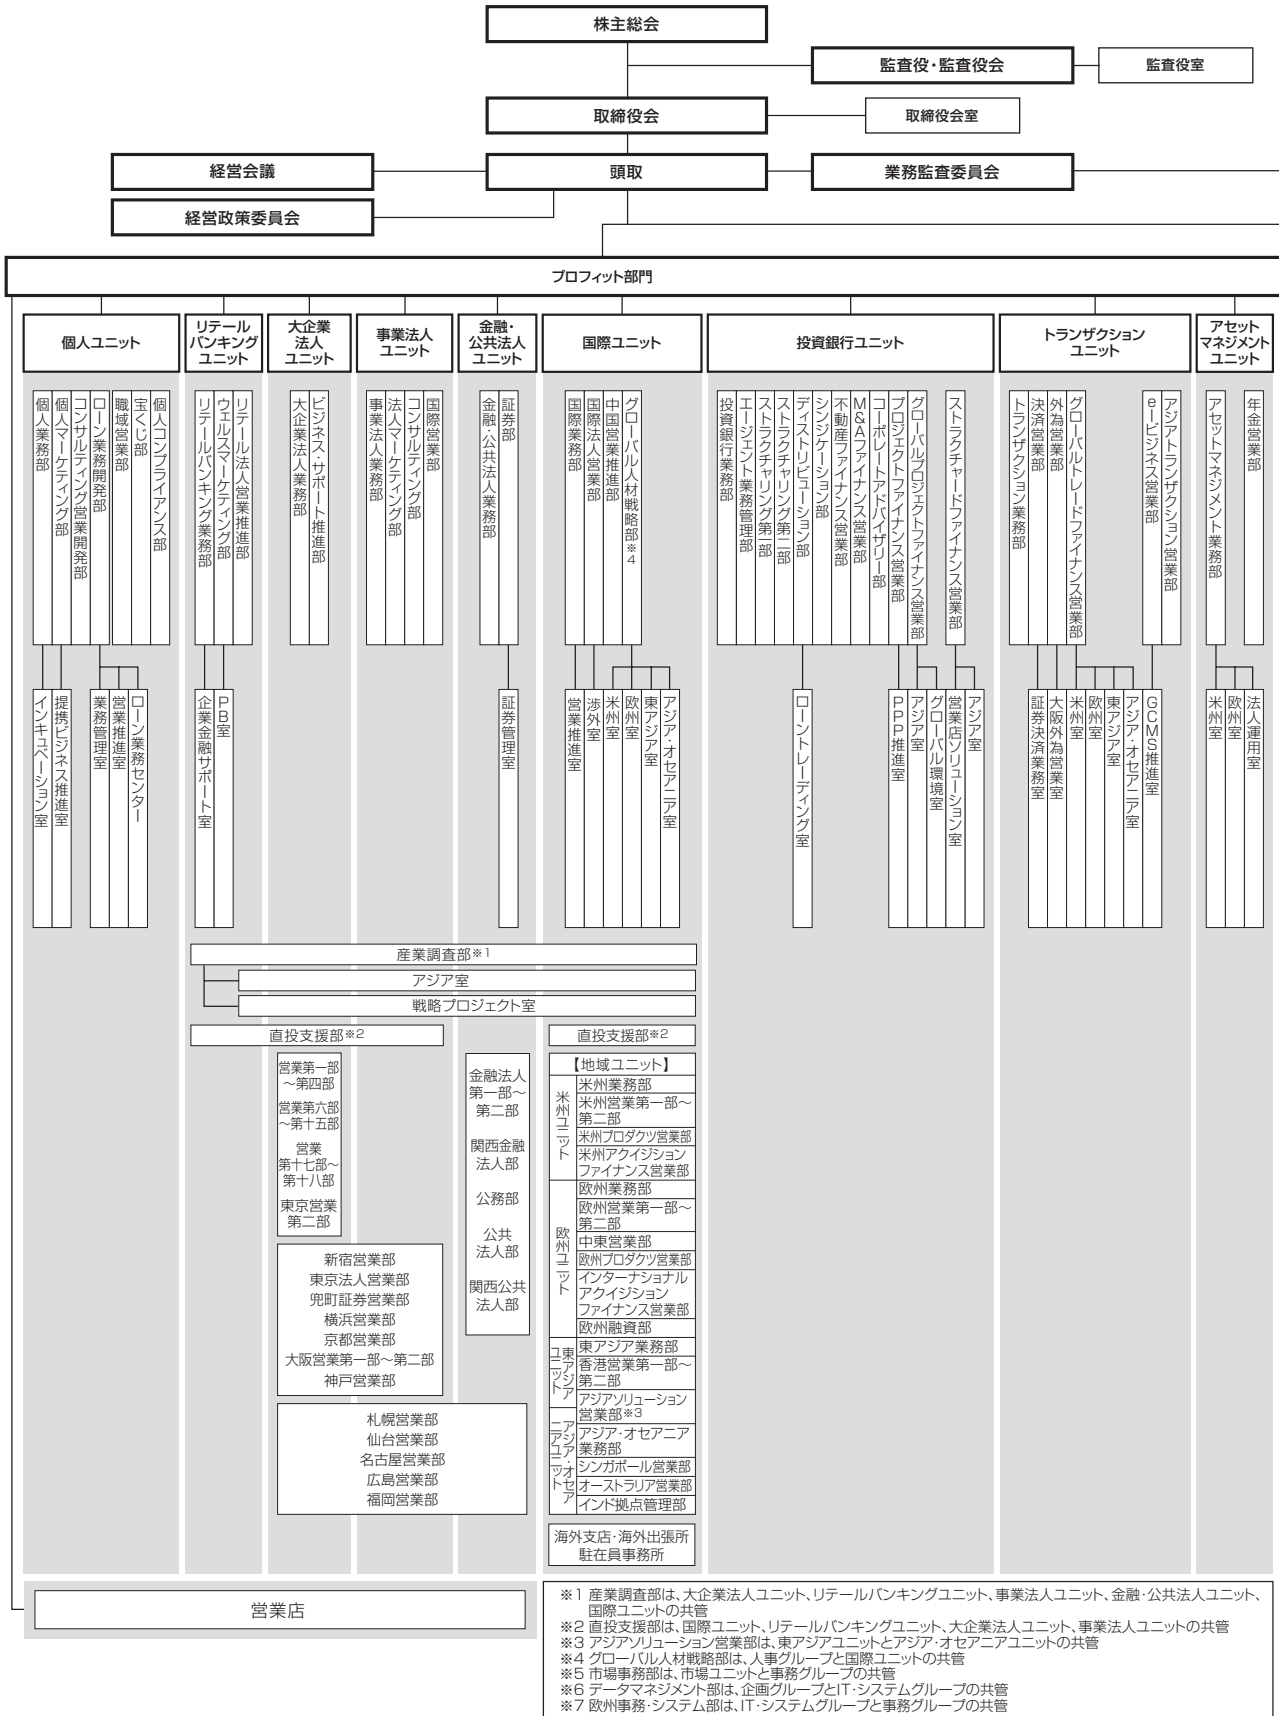 株主総会
監査役・監査役会
監査役室
取締役会
取締役会室
経営会議
頭取
業務監査委員会
経営政策委員会
プロフィット部門
個人ユニット
リテール
バンキング
ユニット
大企業
法人
ユニット
事業法人
ユニット
金融・
公共法人
ユニット
国際ユニット
投資銀行ユニット
トランザクション
ユニット
アセット
マネジメント
ユニット
個人業務部
個人マーケティング部
コンサルティング営業開発部
ローン業務開発部
職域営業部
宝くじ部
個人コンプライアンス部
リテールバンキング業務部
ウェルスマーケティング部
リテール法人営業推進部
大企業法人業務部
ビジネス・サポート推進部
事業法人業務部
法人マーケティング部
コンサルティング部
国際営業部
金融・公共法人業務部
証券部
国際業務部
国際法人営業部
中国営業推進部
グローバル人材戦略部※4
投資銀行業務部
エージェント業務管理部
ストラクチャリング第一部
ストラクチャリング第二部
ディストリビューション部
シンジケーション部
不動産ファイナンス営業部
M&Aファイナンス営業部
コーポレートアドバイザリー部
プロジェクトファイナンス営業部
グローバルプロジェクトファイナンス営業部
ストラクチャードファイナンス営業部
トランザクション業務部
決済営業部
外為営業部
グローバルトレードファイナンス営業部
e-ビジネス営業部
アジアトランザクション営業部
アセットマネジメント業務部
年金営業部
インキュベーション室
提携ビジネス推進室
業務管理室
営業推進室
ローン業務センター
企業金融サポート室
PB室
証券管理室
営業推進室
渉外室
米州室
欧州室
東アジア室
アジア・オセアニア室
ローントレーディング室
PPP推進室
アジア室
グローバル環境室
営業店ソリューション室
アジア室
証券決済業務室
大阪外為営業室
米州室
欧州室
東アジア室
アジア・オセアニア室
GCMS推進室
米州室
欧州室
法人運用室
産業調査部※1
アジア室
戦略プロジェクト室
直投支援部※2
直投支援部※2
営業第一部
～第四部
営業第六部
～第十五部
営業
第十七部～
第十八部
東京営業
第二部
新宿営業部
東京法人営業部
兜町証券営業部
横浜営業部
京都営業部
大阪営業第一部～第二部
神戸営業部
札幌営業部
仙台営業部
名古屋営業部
広島営業部
福岡営業部
金融法人
第一部～
第二部
関西金融
法人部
公務部
公共
法人部
関西公共
法人部
【地域ユニット】
米州ユニット
米州業務部
米州営業第一部～
第二部
米州プロダクツ営業部
米州アクイジション
ファイナンス営業部
欧州ユニット
欧州業務部
欧州営業第一部～
第二部
中東営業部
欧州プロダクツ営業部
インターナショナル
アクイジション
ファイナンス営業部
欧州融資部
東アジア
ユニット
東アジア業務部
香港営業第一部～
第二部
アジアソリューション
営業部※3
アジア・オセア
ニアユニット
アジア・オセアニア
業務部
シンガポール営業部
オーストラリア営業部
インド拠点管理部
海外支店・海外出張所
駐在員事務所
営業店
※1 産業調査部は、大企業法人ユニット、リテールバンキングユニット、事業法人ユニット、金融・公共法人ユニット、
国際ユニットの共管
※2 直投支援部は、国際ユニット、リテールバンキングユニット、大企業法人ユニット、事業法人ユニットの共管
※3 アジアソリューション営業部は、東アジアユニットとアジア・オセアニアユニットの共管
※4 グローバル人材戦略部は、人事グループと国際ユニットの共管
※5 市場事務部は、市場ユニットと事務グループの共管
※6 データマネジメント部は、企画グループとIT・システムグループの共管
※7 欧州事務・システム部は、IT・システムグループと事務グループの共管